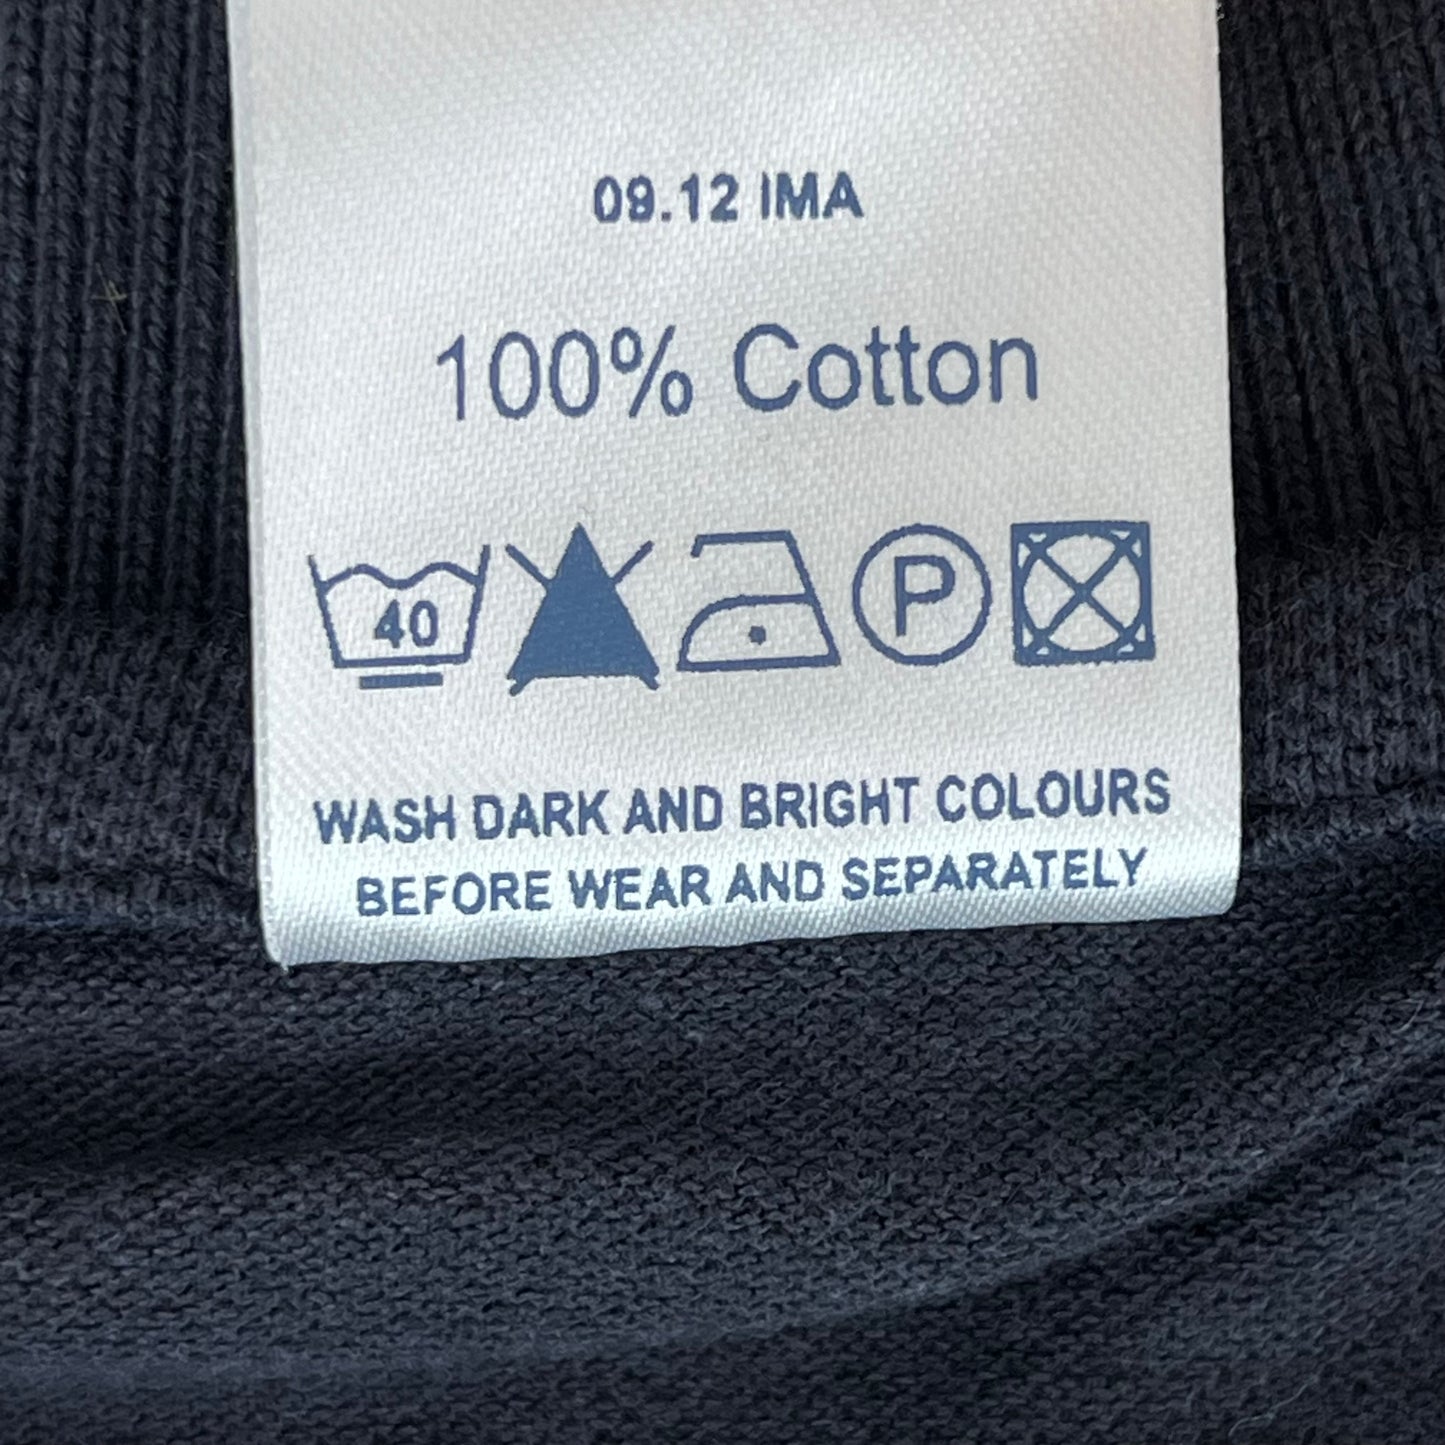 09.12 IMA
100% Cotton
40 P
WASH DARK AND BRIGHT COLOURS
BEFORE WEAR AND SEPARATELY